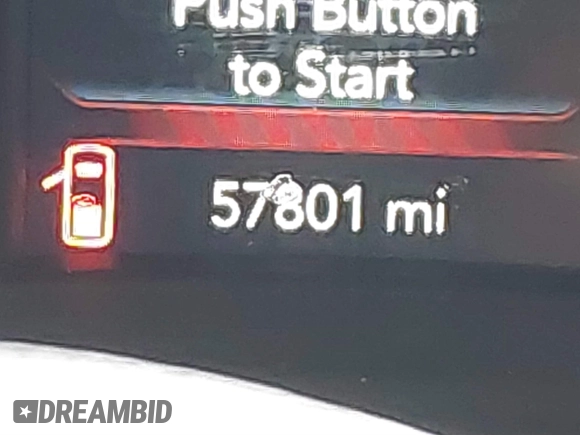 Push Button
to Start
57801 mi
DREAMBID